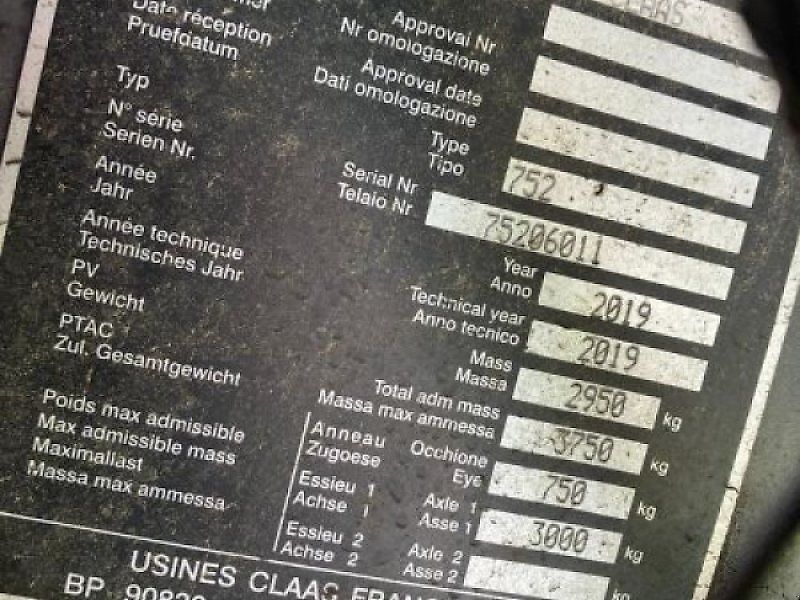 CLAAS
Date réception Approval Nr
Pruefdatum Nr omologazione
Approval date
Dati omologazione
Typ Type
Tipo 752
N° série Serial Nr
Serien Nr. Telaio Nr 75206011
Année Year
Jahr Anno 2019
Année technique Technical year
Technisches Jahr Anno tecnico 2019
PV Mass
Gewicht Massa 2950 kg
PTAC Total adm mass
Zul. Gesamtgewicht Massa max ammessa 3750 kg
Poids max admissible Anneau Occhione
Max admissible mass Zugoese Eye 750 kg
Maximallast Essieu 1 Axle 1
Massa max ammessa Achse 1 Asse 1 3000 kg
Essieu 2 Axle 2
Achse 2 Asse 2 kg
USINES CLAAS FRANC
BP